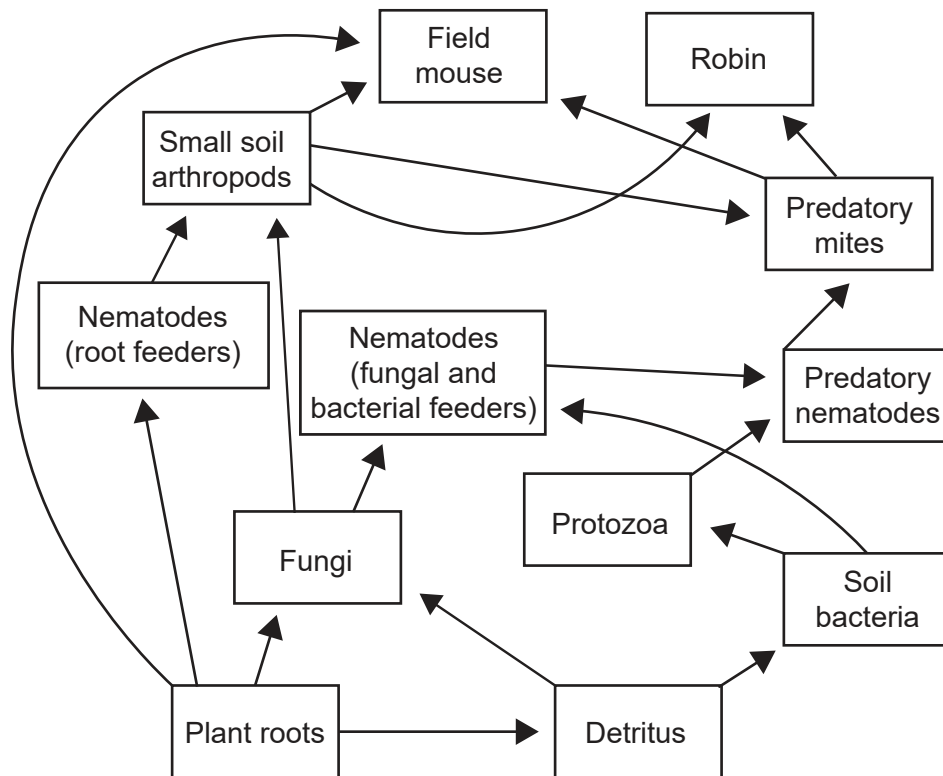 Field
mouse
Robin
Small soil
arthropods
Predatory
mites
Nematodes
(root feeders)
Nematodes
(fungal and
bacterial feeders)
Predatory
nematodes
Protozoa
Fungi
Soil
bacteria
Plant roots
Detritus